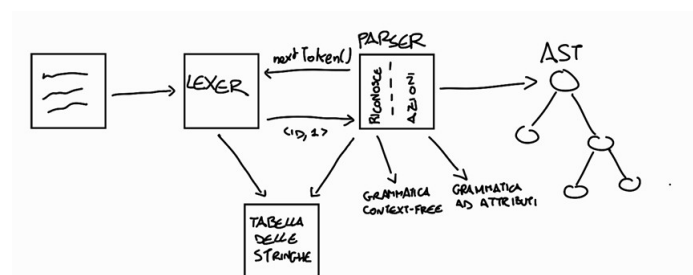 PARSER
AST
nextToken()
LEXER
RICONOSCE
AZIONI
<ID, 1>
GRAMMATICA
CONTEXT-FREE
GRAMMATICA
AD ATTRIBUTI
TABELLA
DELLE
STRINGHE